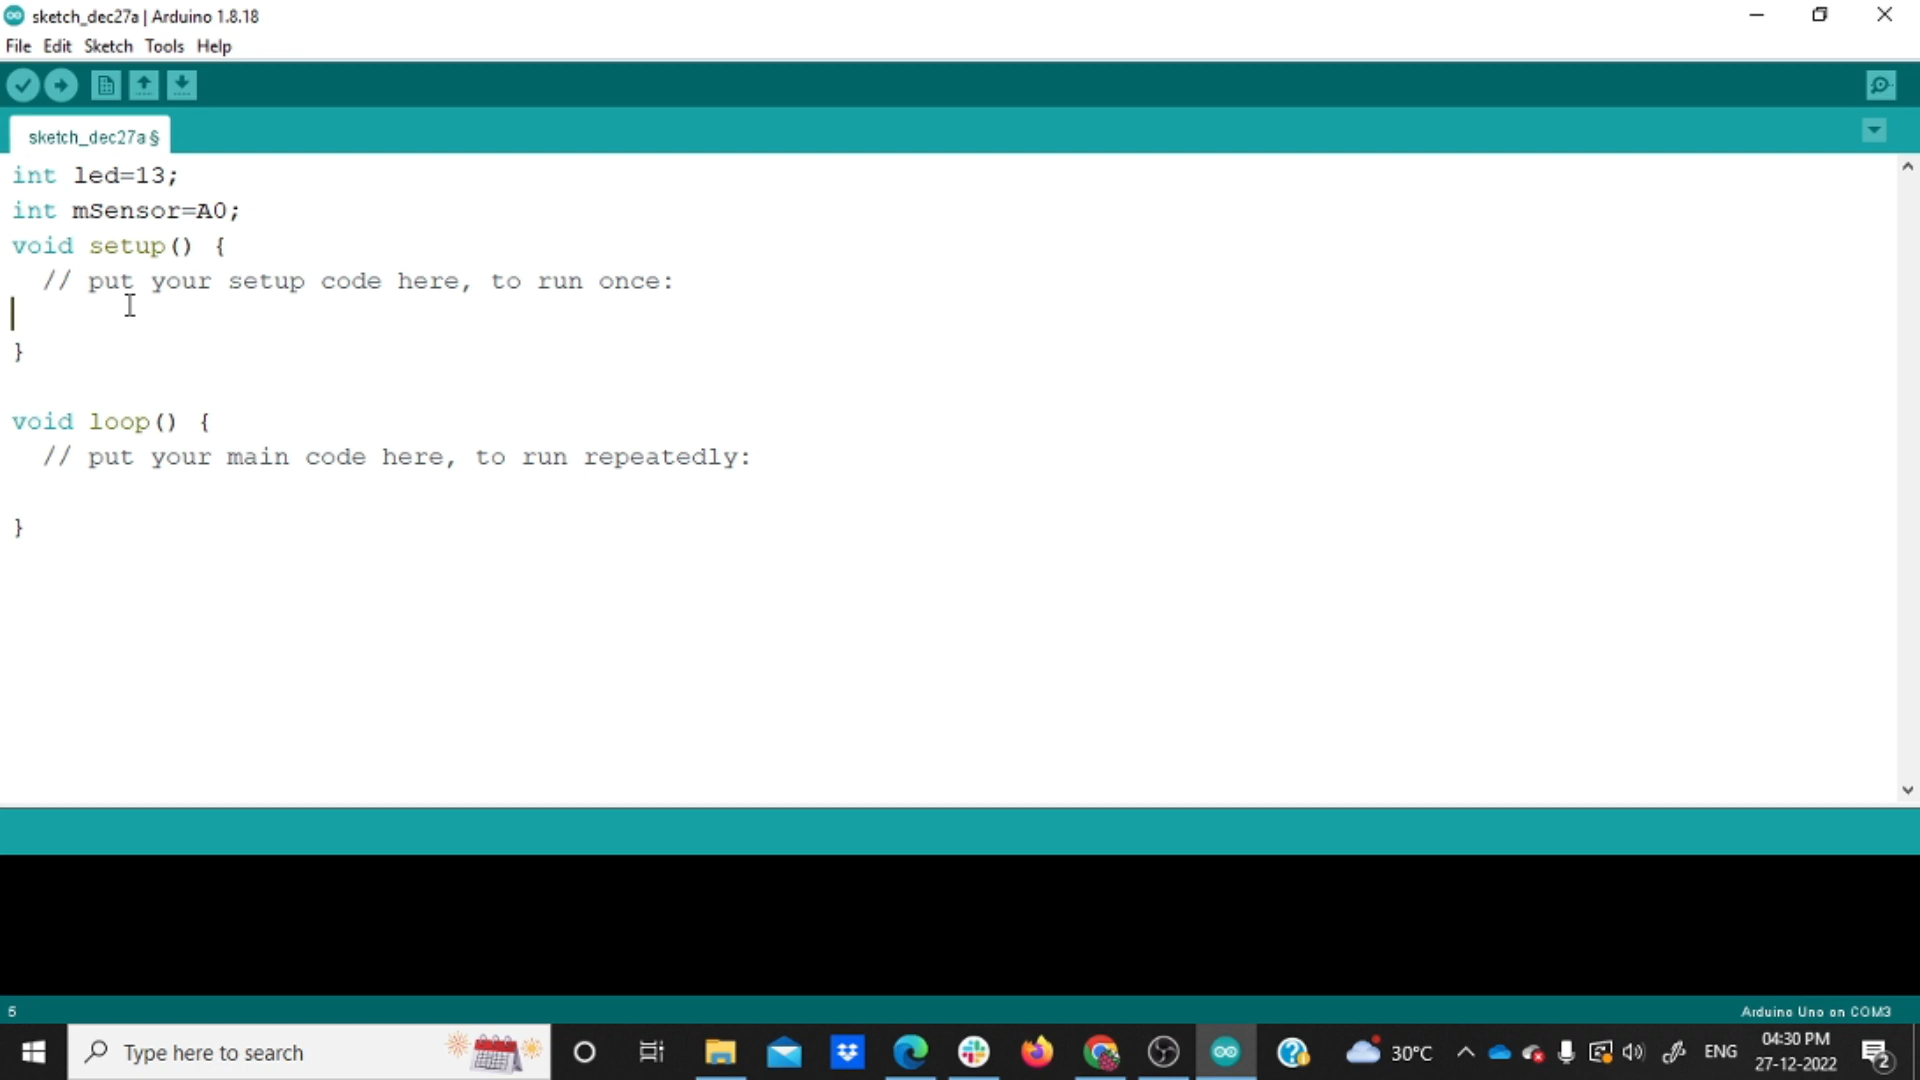 sketch_dec27a | Arduino 1.8.18
File Edit Sketch Tools Help
sketch_dec27a §
int led=13;
int mSensor=A0;
void setup() {
// put your setup code here, to run once:
}
void loop() {
// put your main code here, to run repeatedly:
}
5
Arduino Uno on COM3
Type here to search
30°C
ENG
04:30 PM
27-12-2022
2